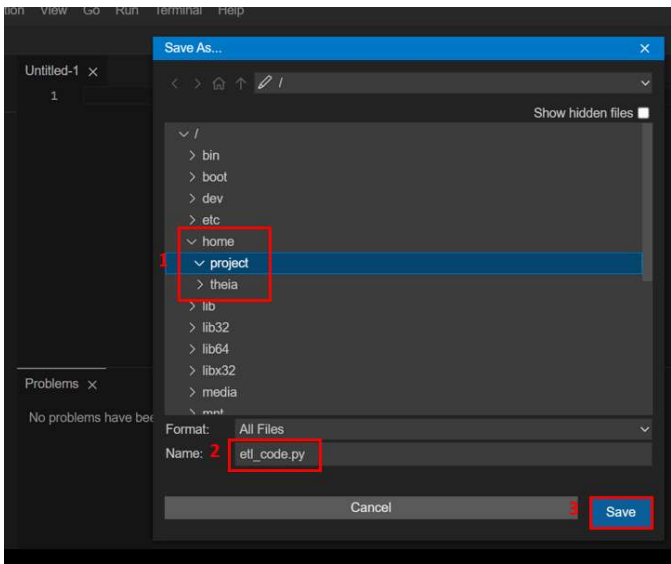 tion View Go Run Terminal Help
Save As...
Untitled-1
/
1
Show hidden files
/
bin
boot
dev
etc
home
1 project
theia
lib
lib32
lib64
libx32
Problems
media
No problems have bee
mnt
Format: All Files
Name: 2 etl_code.py
Cancel
3 Save